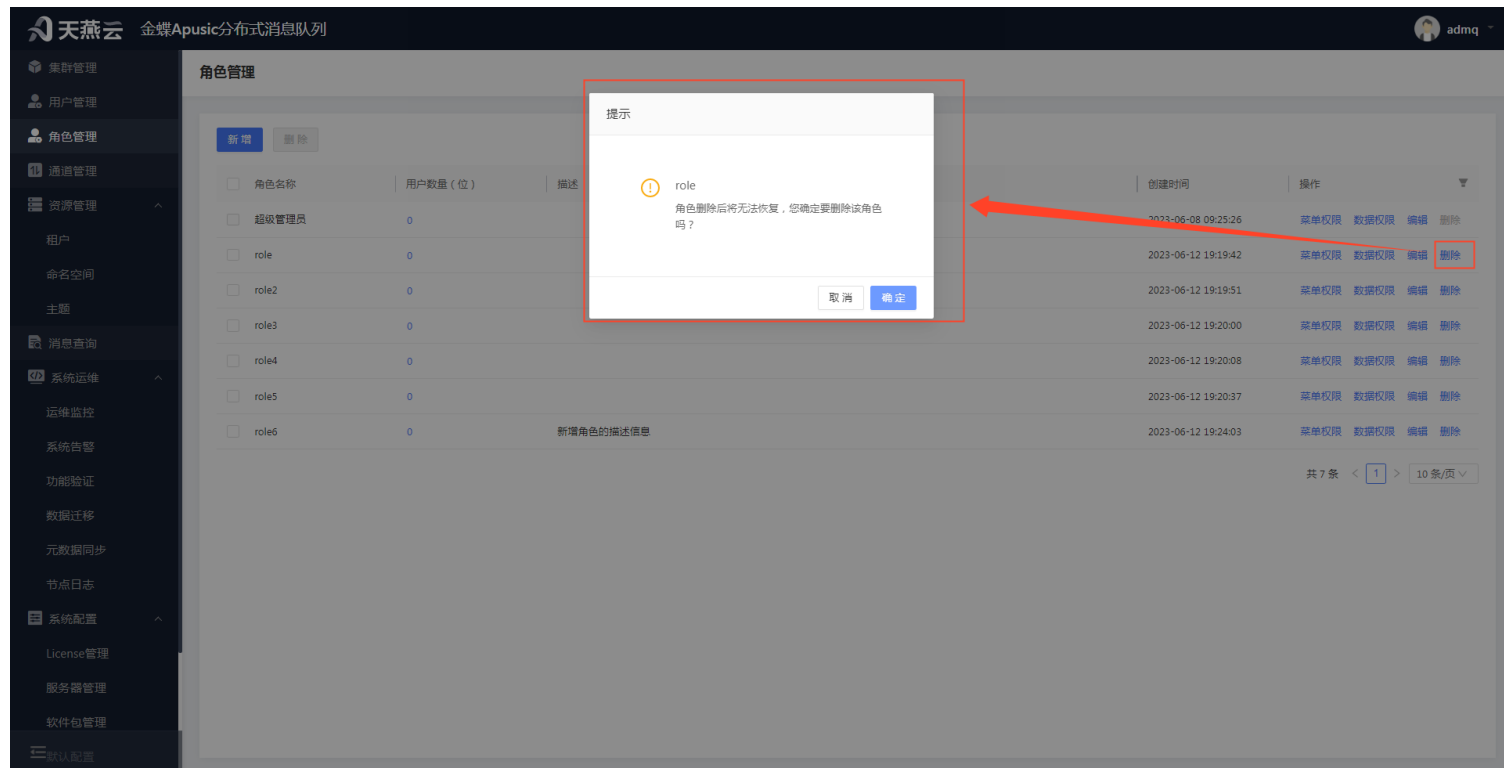 天燕云 金蝶Apusic分布式消息队列
admq
集群管理
用户管理
角色管理
通道管理
资源管理
租户
命名空间
主题
消息查询
系统运维
运维监控
系统告警
功能验证
数据迁移
元数据同步
节点日志
系统配置
License管理
服务器管理
软件包管理
默认配置
角色管理
新增 删除
角色名称 用户数量(位) 描述 创建时间 操作
超级管理员 0 2023-06-08 09:25:26 菜单权限 数据权限 编辑 删除
role 0 2023-06-12 19:19:42 菜单权限 数据权限 编辑 删除
role2 0 2023-06-12 19:19:51 菜单权限 数据权限 编辑 删除
role3 0 2023-06-12 19:20:00 菜单权限 数据权限 编辑 删除
role4 0 2023-06-12 19:20:08 菜单权限 数据权限 编辑 删除
role5 0 2023-06-12 19:20:37 菜单权限 数据权限 编辑 删除
role6 0 新增角色的描述信息 2023-06-12 19:24:03 菜单权限 数据权限 编辑 删除
共 7 条 < 1 > 10 条/页
提示
role
角色删除后将无法恢复,您确定要删除该角色
吗?
取消 确定